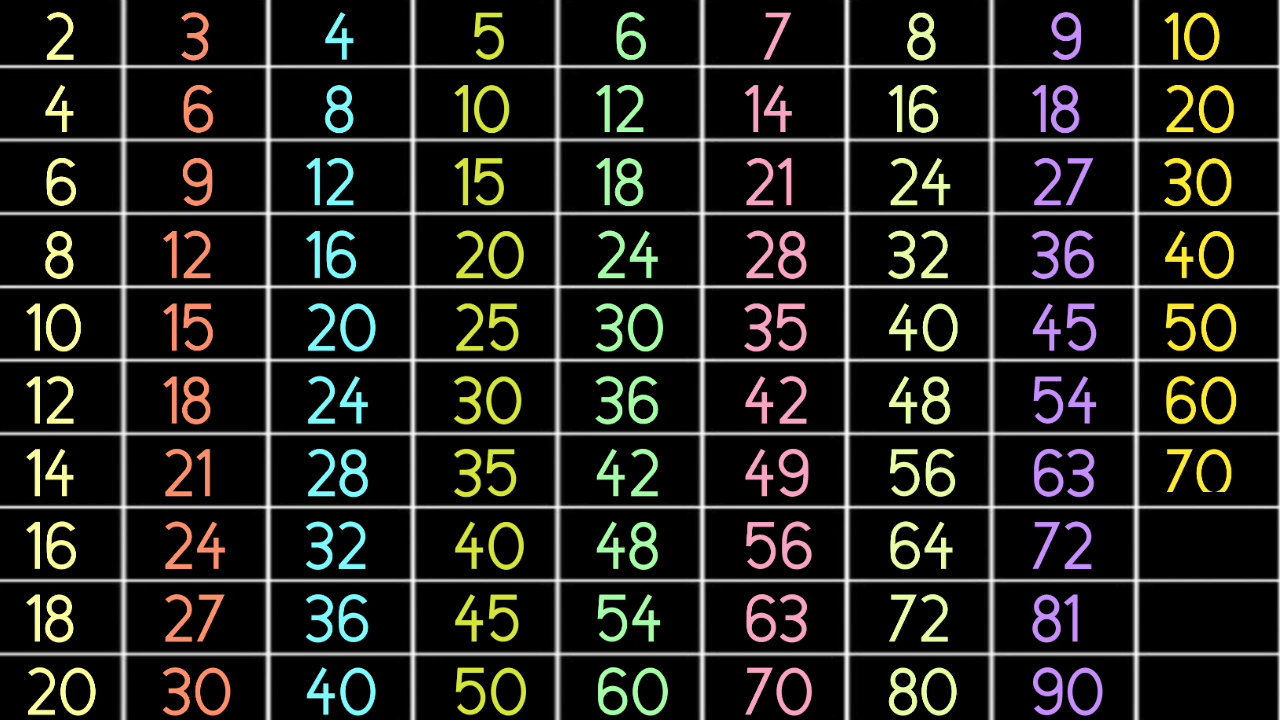 2 3 4 5 6 7 8 9 10
4 6 8 10 12 14 16 18 20
6 9 12 15 18 21 24 27 30
8 12 16 20 24 28 32 36 40
10 15 20 25 30 35 40 45 50
12 18 24 30 36 42 48 54 60
14 21 28 35 42 49 56 63 70
16 24 32 40 48 56 64 72
18 27 36 45 54 63 72 81
20 30 40 50 60 70 80 90